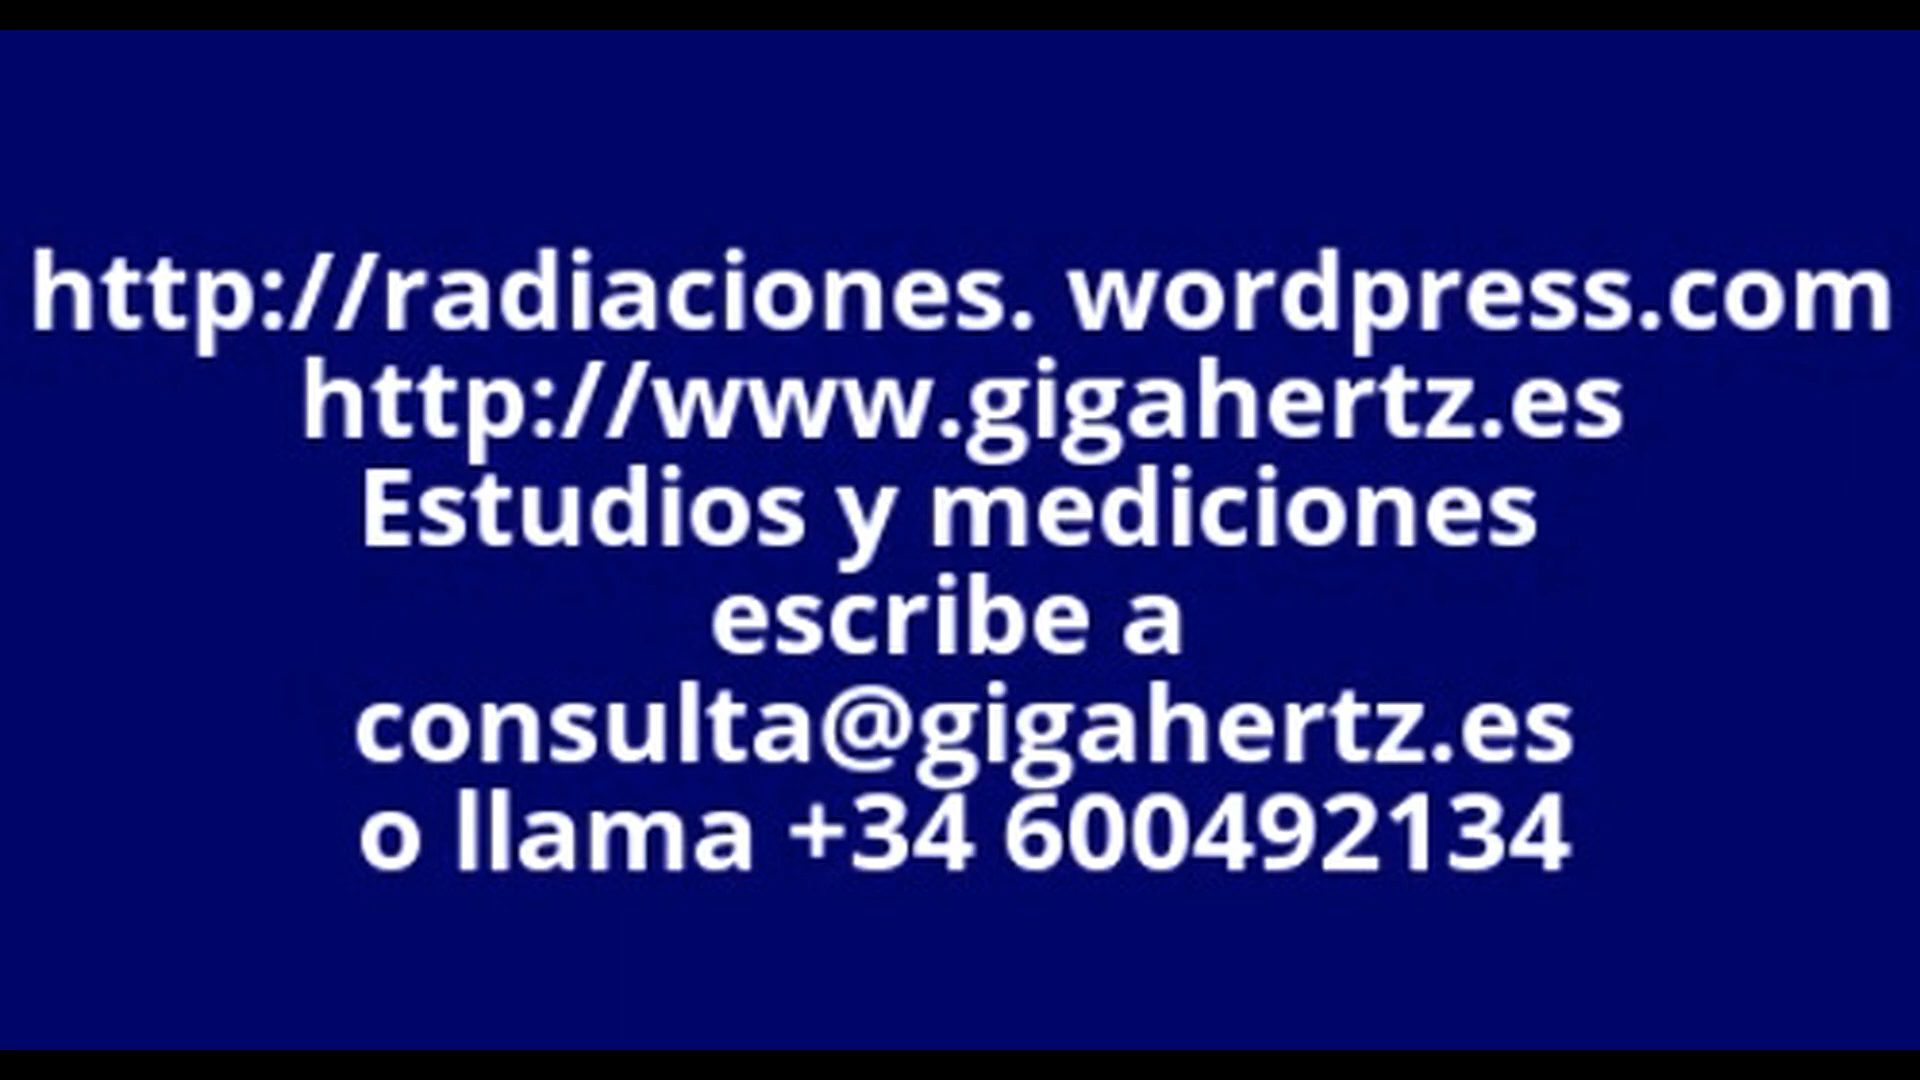 http://radiaciones. wordpress.com
http://www.gigahertz.es
Estudios y mediciones
escribe a
consulta@gigahertz.es
o llama +34 600492134